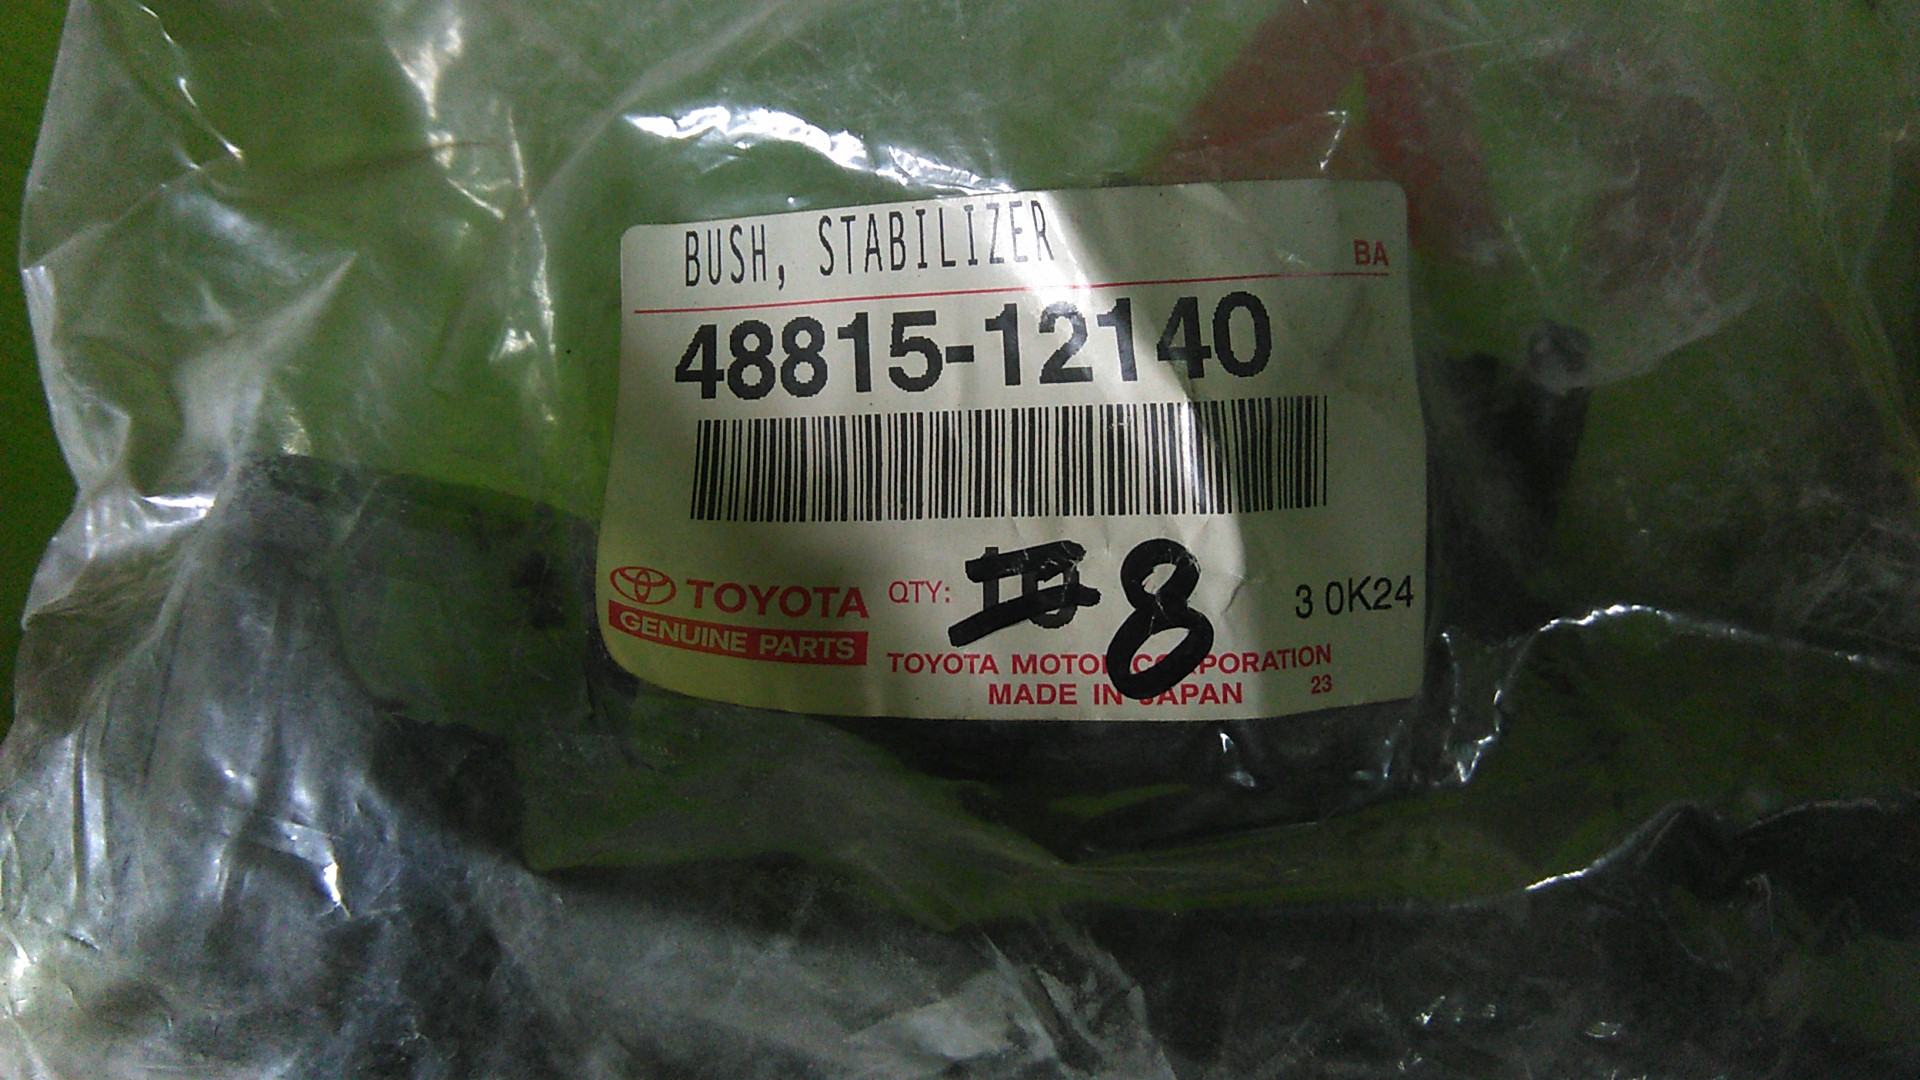 BUSH, STABILIZER
BA
48815-12140
TOYOTA
GENUINE PARTS
QTY: 10 8
3 0K24
TOYOTA MOTOR CORPORATION
MADE IN JAPAN
23